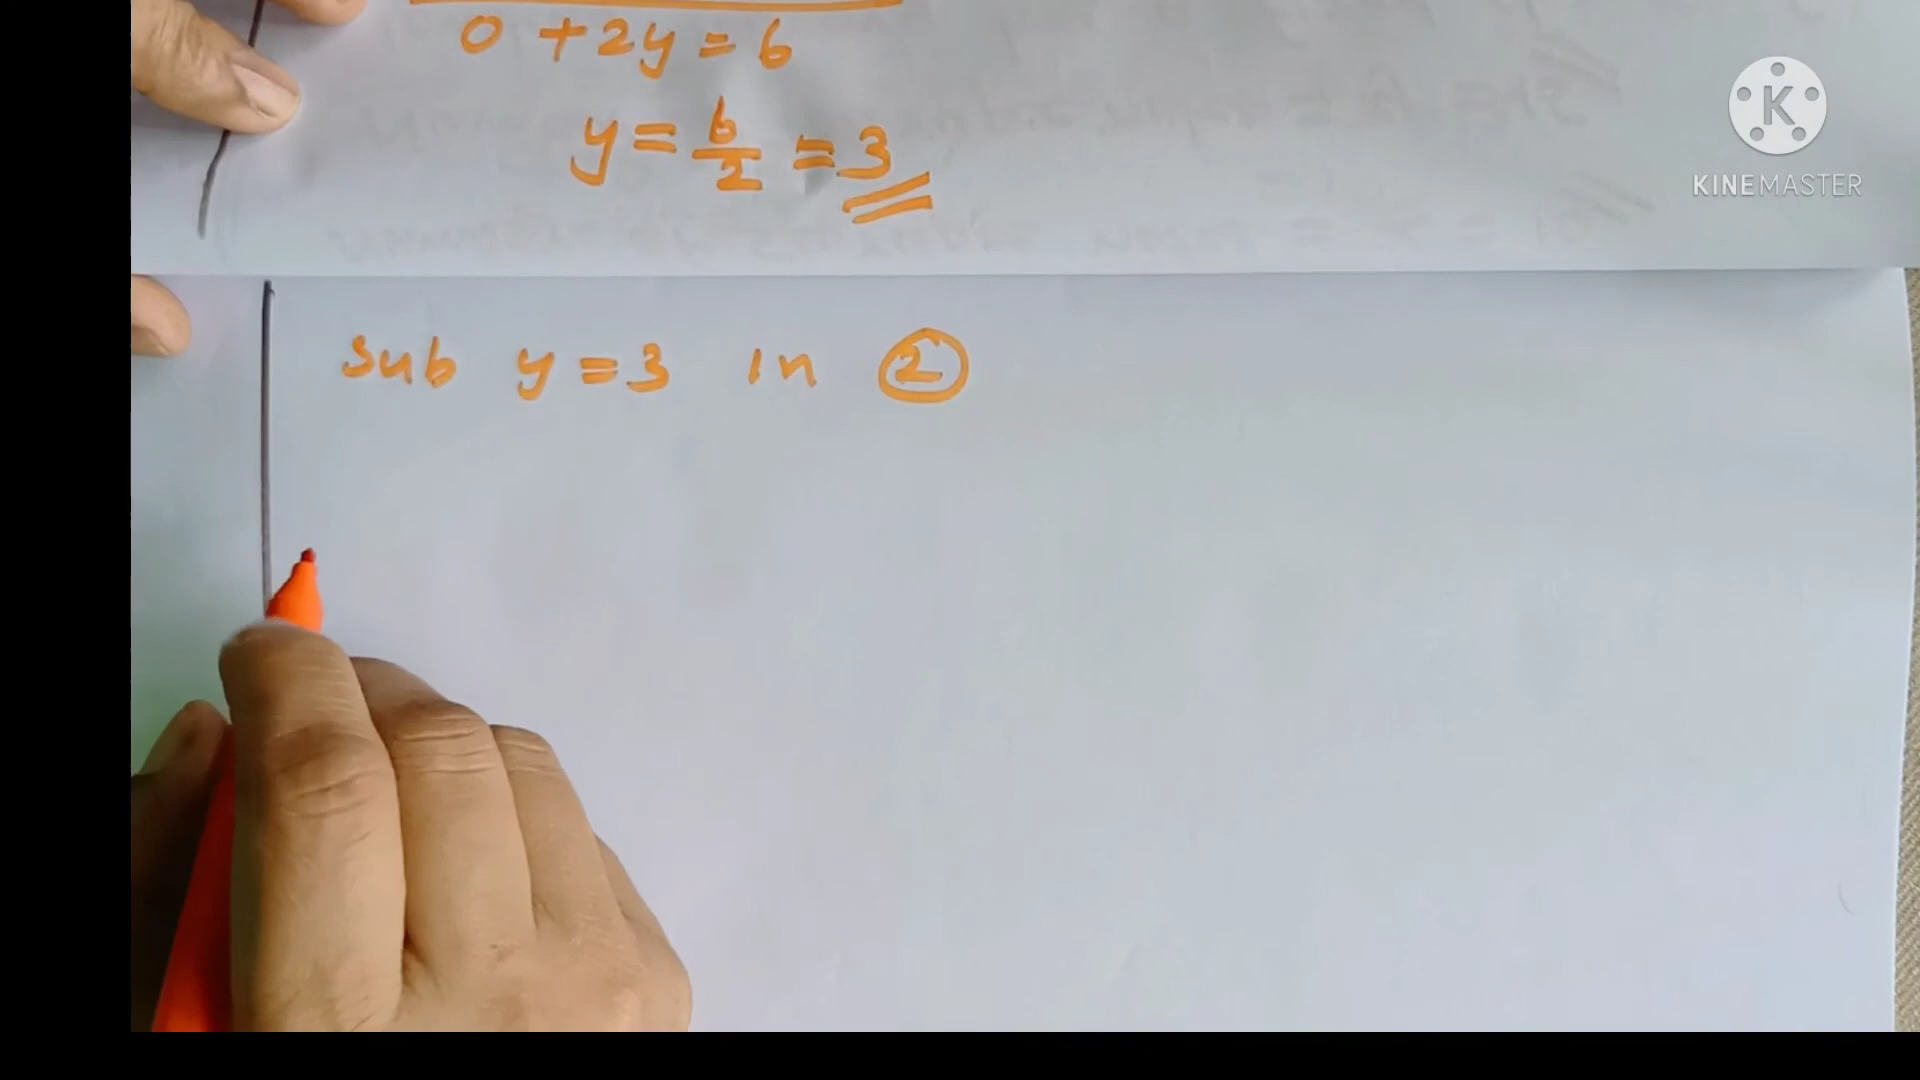 0 + 2y = 6
y = 6/2 = 3
K
KINEMASTER
Sub y = 3 in 2